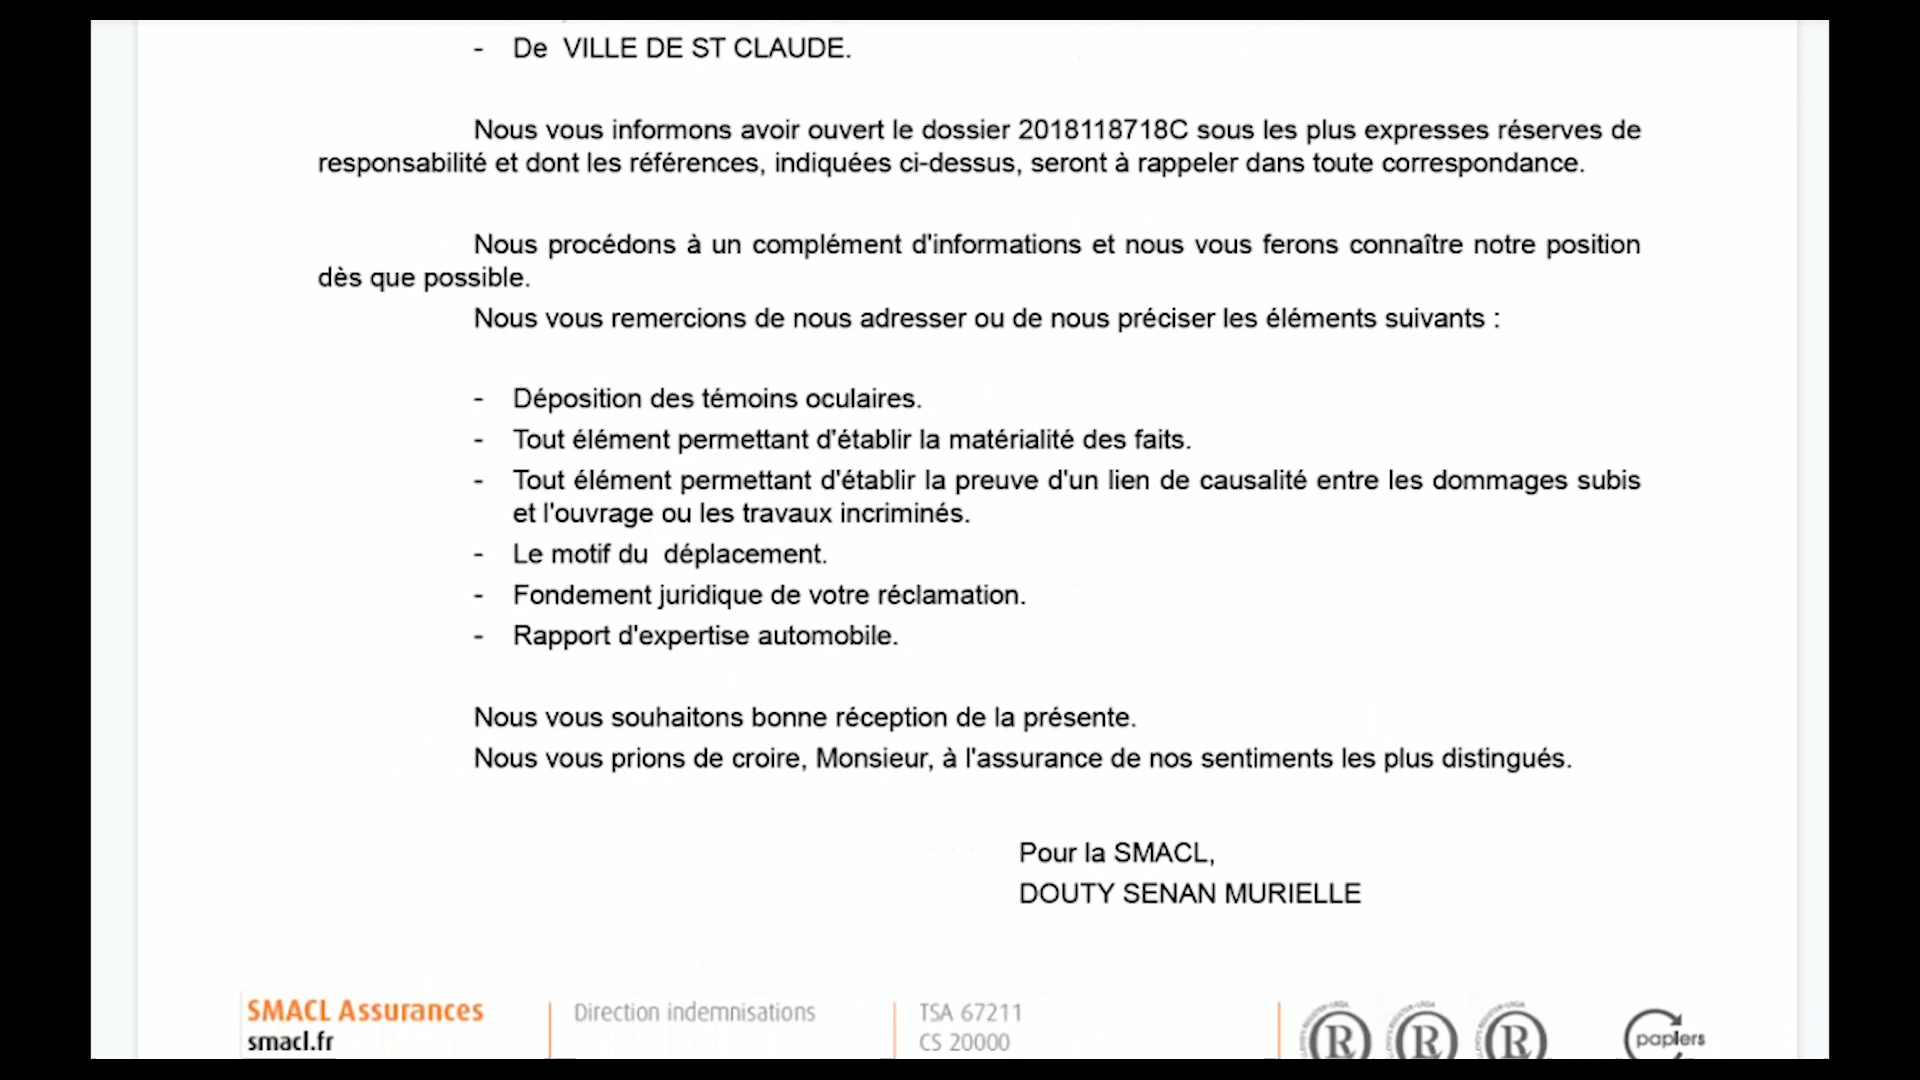 - De VILLE DE ST CLAUDE.
Nous vous informons avoir ouvert le dossier 2018118718C sous les plus expresses réserves de
responsabilité et dont les références, indiquées ci-dessus, seront à rappeler dans toute correspondance.
Nous procédons à un complément d'informations et nous vous ferons connaître notre position
dès que possible.
Nous vous remercions de nous adresser ou de nous préciser les éléments suivants :
- Déposition des témoins oculaires.
- Tout élément permettant d'établir la matérialité des faits.
- Tout élément permettant d'établir la preuve d'un lien de causalité entre les dommages subis
et l'ouvrage ou les travaux incriminés.
- Le motif du déplacement.
- Fondement juridique de votre réclamation.
- Rapport d'expertise automobile.
Nous vous souhaitons bonne réception de la présente.
Nous vous prions de croire, Monsieur, à l'assurance de nos sentiments les plus distingués.
Pour la SMACL,
DOUTY SENAN MURIELLE
SMACL Assurances
smacl.fr
Direction indemnisations
TSA 67211
CS 20000
R R R
papiers